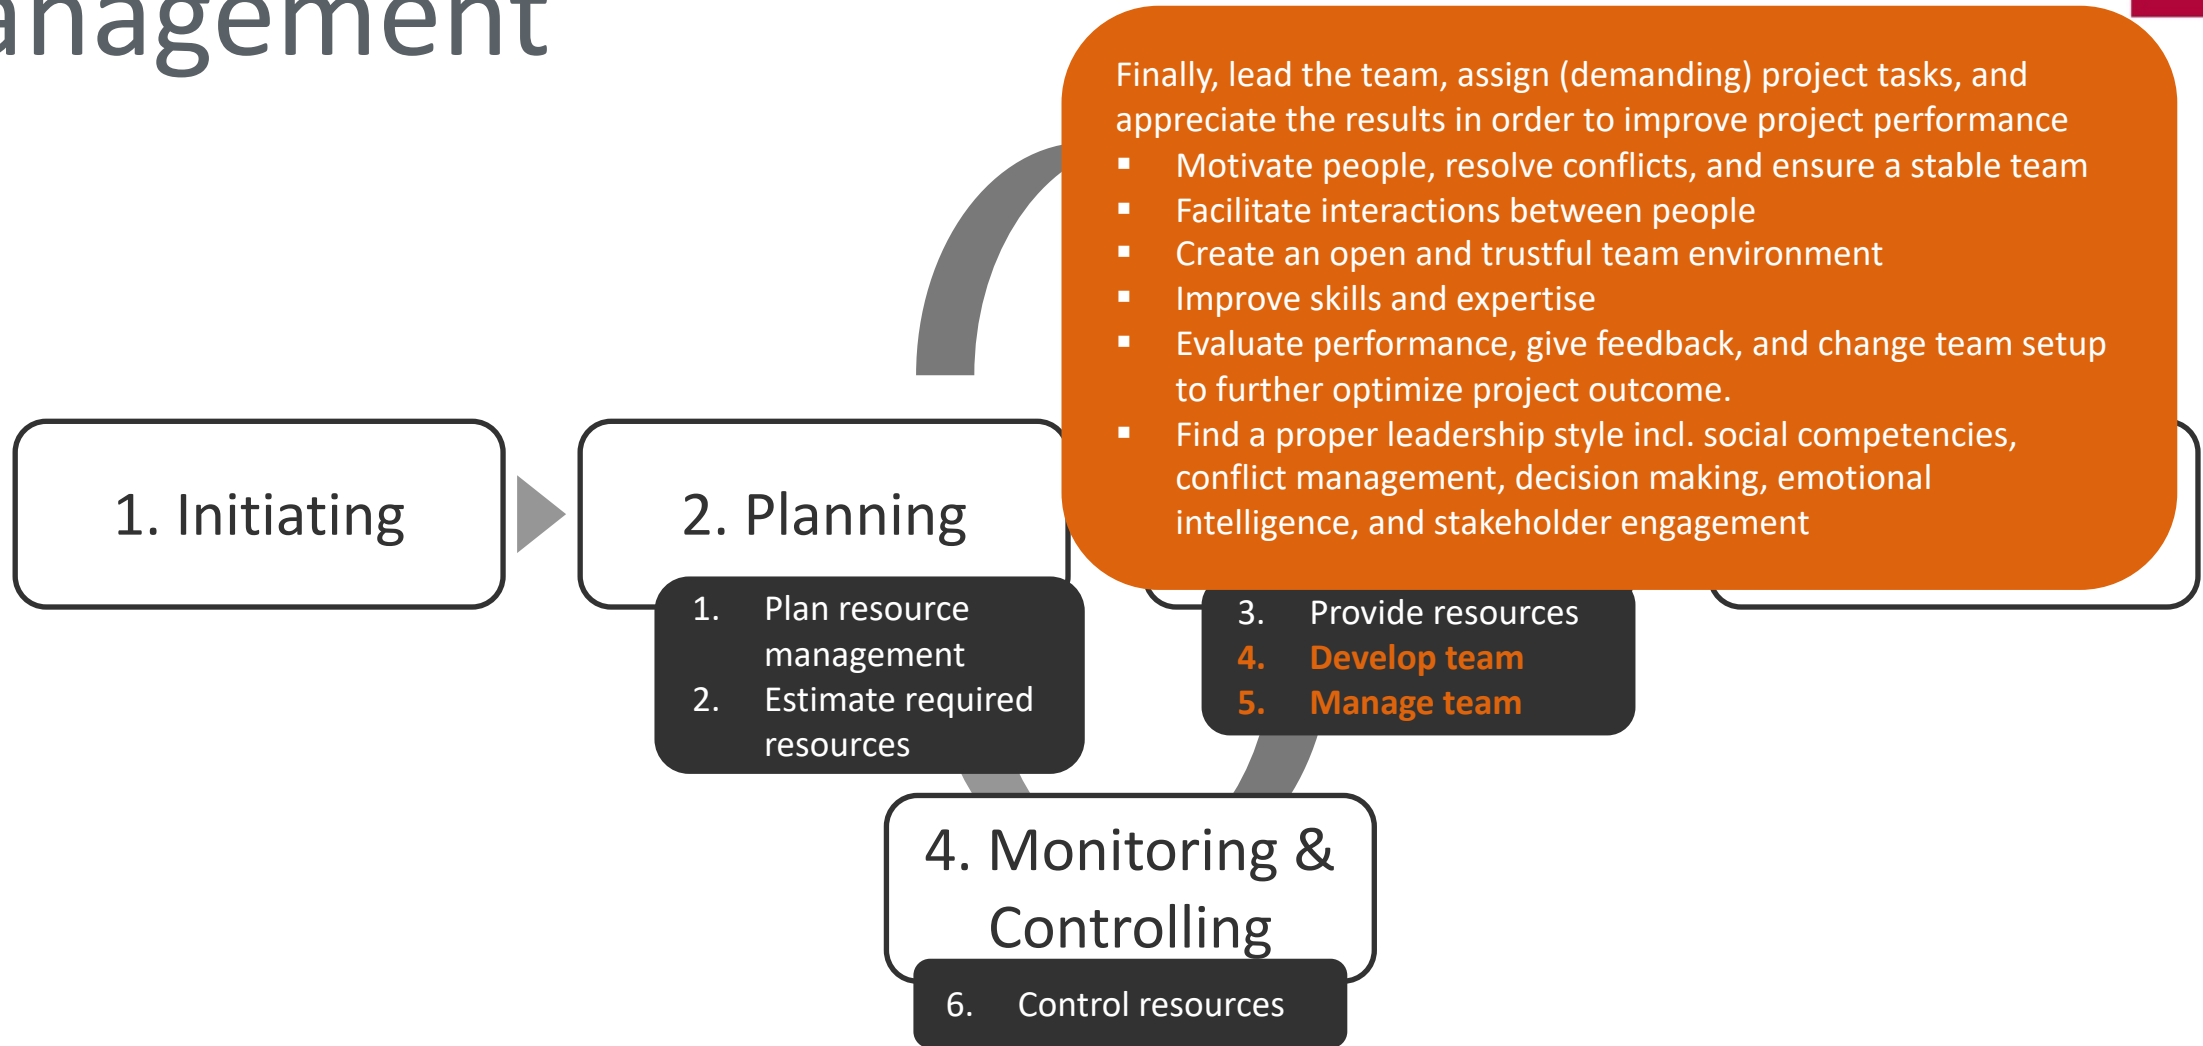 anagement
Finally, lead the team, assign (demanding) project tasks, and
appreciate the results in order to improve project performance
▪ Motivate people, resolve conflicts, and ensure a stable team
▪ Facilitate interactions between people
▪ Create an open and trustful team environment
▪ Improve skills and expertise
▪ Evaluate performance, give feedback, and change team setup
to further optimize project outcome.
▪ Find a proper leadership style incl. social competencies,
conflict management, decision making, emotional
intelligence, and stakeholder engagement
1. Initiating
2. Planning
1. Plan resource
management
2. Estimate required
resources
3. Provide resources
4. Develop team
5. Manage team
4. Monitoring &
Controlling
6. Control resources